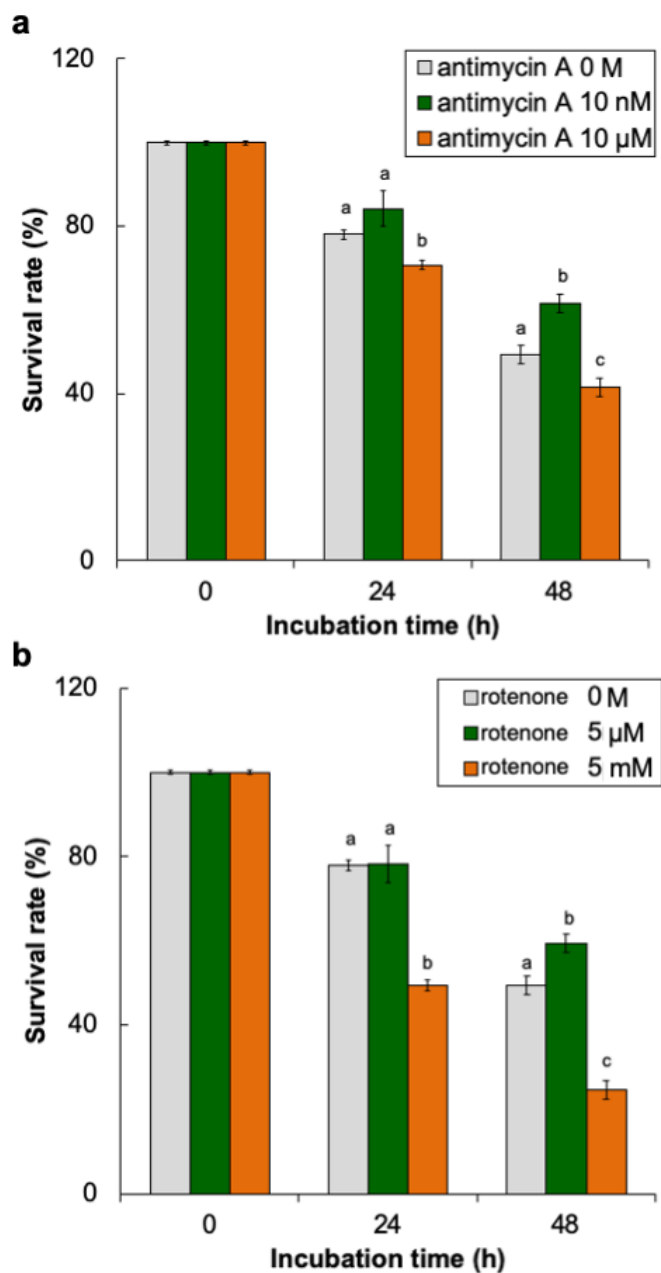 a
120
antimycin A 0 M
antimycin A 10 nM
antimycin A 10 µM
Survival rate (%)
80
40
0
a
a
b
a
b
c
0
24
48
Incubation time (h)
b
120
rotenone 0 M
rotenone 5 µM
rotenone 5 mM
Survival rate (%)
80
40
0
a
a
b
a
b
c
0
24
48
Incubation time (h)